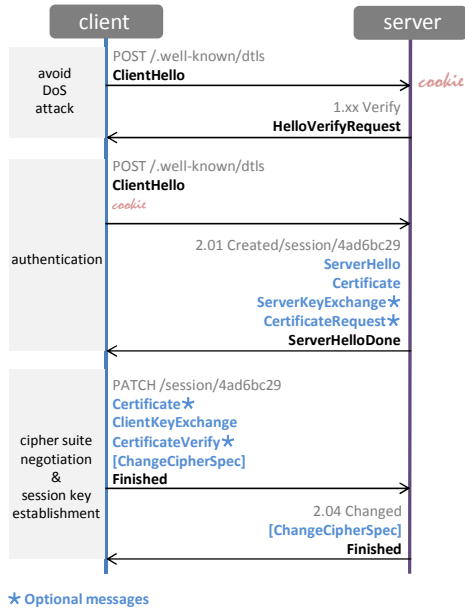 client
server
avoid
DoS
attack
POST /.well-known/dtls
ClientHello
cookie
1.xx Verify
HelloVerifyRequest
authentication
POST /.well-known/dtls
ClientHello
cookie
2.01 Created/session/4ad6bc29
ServerHello
Certificate
ServerKeyExchange*
CertificateRequest*
ServerHelloDone
cipher suite
negotiation
&
session key
establishment
PATCH /session/4ad6bc29
Certificate*
ClientKeyExchange
CertificateVerify*
[ChangeCipherSpec]
Finished
2.04 Changed
[ChangeCipherSpec]
Finished
* Optional messages